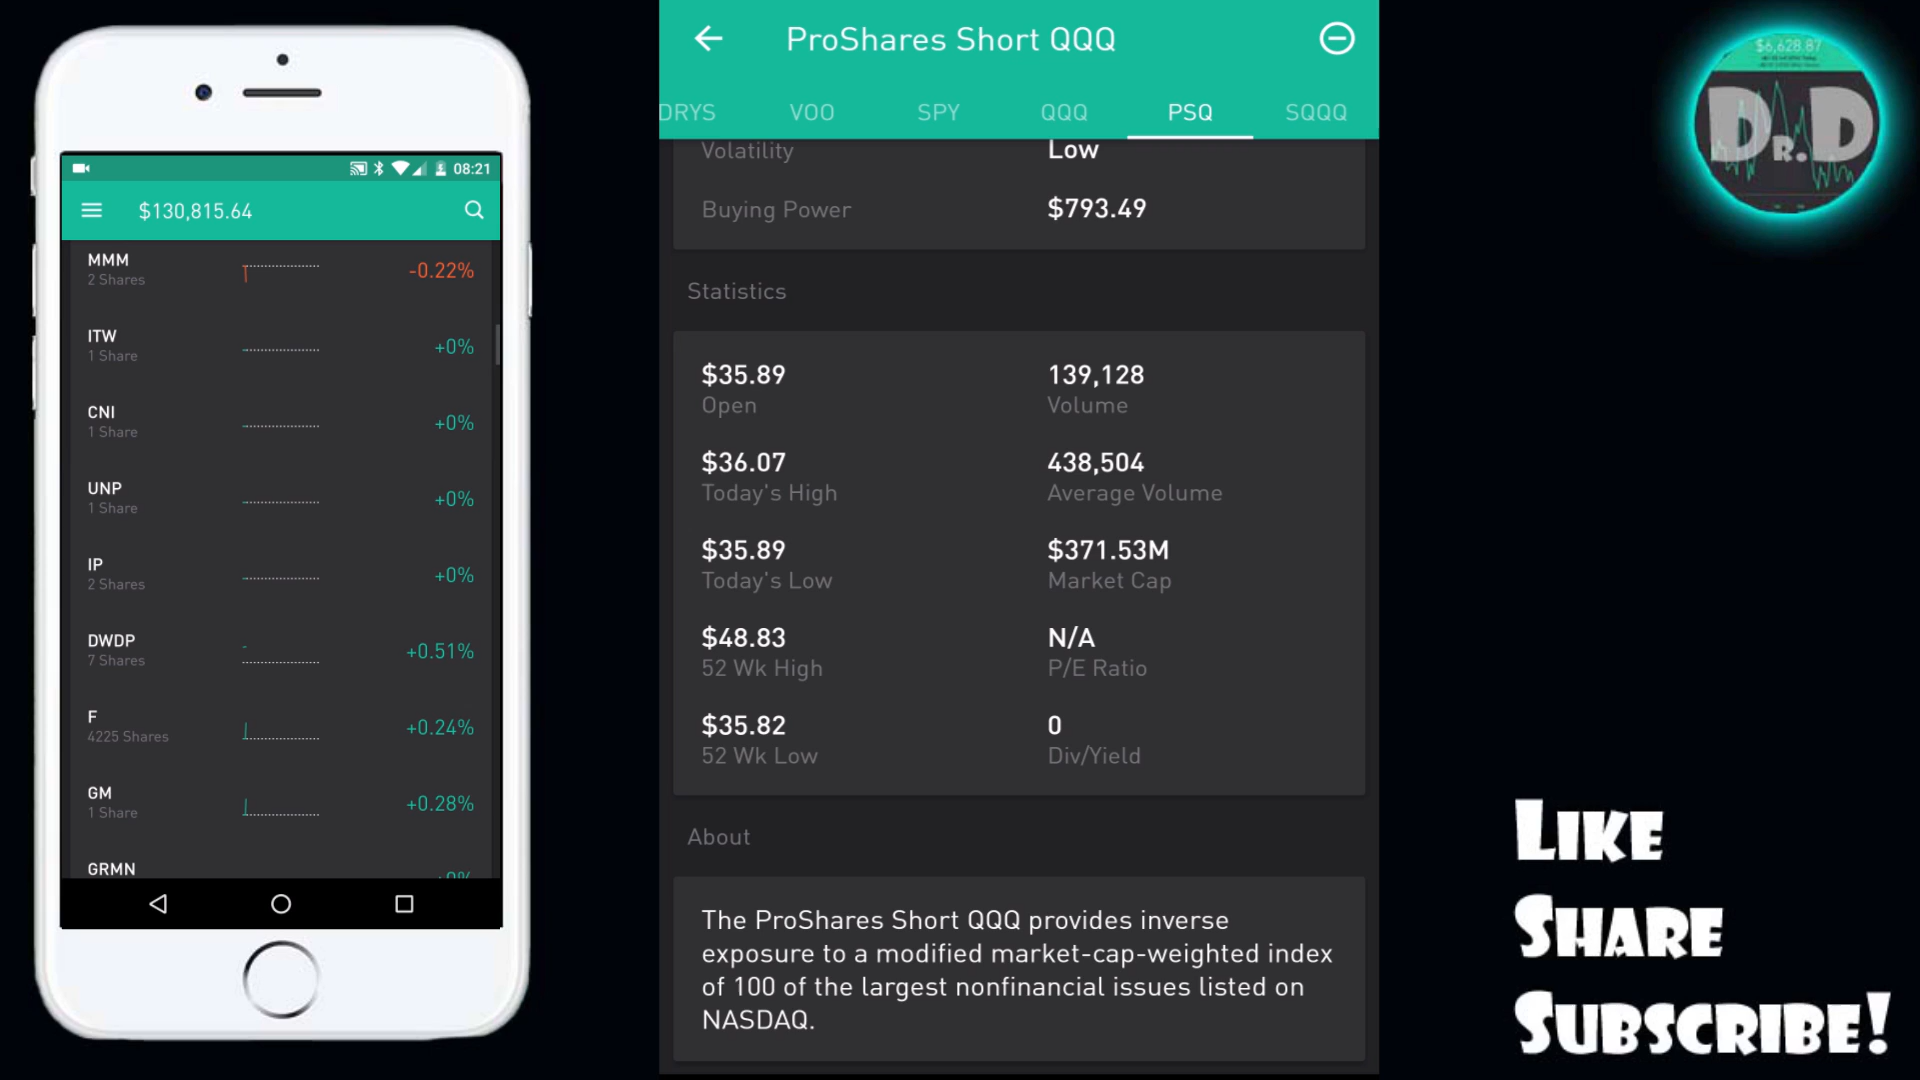 08:21
$130,815.64
MMM
2 Shares
-0.22%
ITW
1 Share
+0%
CNI
1 Share
+0%
UNP
1 Share
+0%
IP
2 Shares
+0%
DWDP
7 Shares
+0.51%
F
4225 Shares
+0.24%
GM
1 Share
+0.28%
GRMN
ProShares Short QQQ
DRYS VOO SPY QQQ PSQ SQQQ
Volatility Low
Buying Power $793.49
Statistics
$35.89 139,128
Open Volume
$36.07 438,504
Today's High Average Volume
$35.89 $371.53M
Today's Low Market Cap
$48.83 N/A
52 Wk High P/E Ratio
$35.82 0
52 Wk Low Div/Yield
About
The ProShares Short QQQ provides inverse
exposure to a modified market-cap-weighted index
of 100 of the largest nonfinancial issues listed on
NASDAQ.
$6,628.87
DR.D
LIKE
SHARE
SUBSCRIBE!